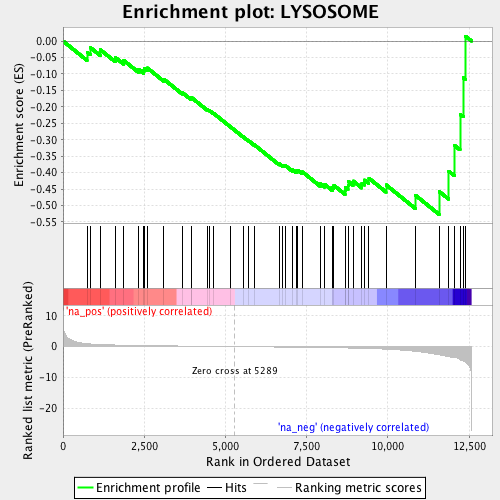 Enrichment plot: LYSOSOME
Enrichment score (ES)
0.00
-0.05
-0.10
-0.15
-0.20
-0.25
-0.30
-0.35
-0.40
-0.45
-0.50
-0.55
'na_pos' (positively correlated)
Ranked list metric (PreRanked)
10
5
0
-5
-10
-15
-20
Zero cross at 5289
'na_neg' (negatively correlated)
0 2,500 5,000 7,500 10,000 12,500
Rank in Ordered Dataset
Enrichment profile Hits Ranking metric scores